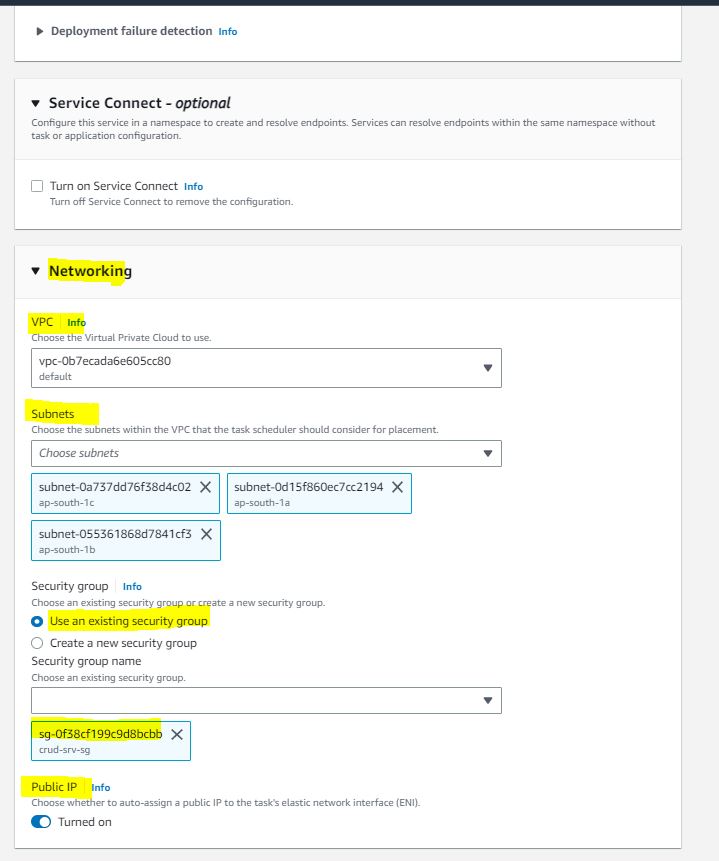 Deployment failure detection Info
Service Connect - optional
Configure this service in a namespace to create and resolve endpoints. Services can resolve endpoints within the same namespace without
task or application configuration.
Turn on Service Connect Info
Turn off Service Connect to remove the configuration.
Networking
VPC Info
Choose the Virtual Private Cloud to use.
vpc-0b7ecada6e605cc80
default
Subnets
Choose the subnets within the VPC that the task scheduler should consider for placement.
Choose subnets
subnet-0a737dd76f38d4c02 subnet-0d15f860ec7cc2194
ap-south-1c ap-south-1a
subnet-055361868d7841cf3
ap-south-1b
Security group Info
Choose an existing security group or create a new security group.
Use an existing security group
Create a new security group
Security group name
Choose an existing security group.
sg-0f38cf199c9d8bcbb
crud-srv-sg
Public IP Info
Choose whether to auto-assign a public IP to the task's elastic network interface (ENI).
Turned on